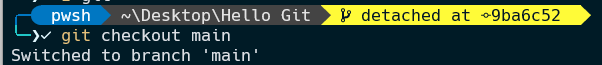 pwsh ~\Desktop\Hello Git detached at 9ba6c52
git checkout main
Switched to branch 'main'